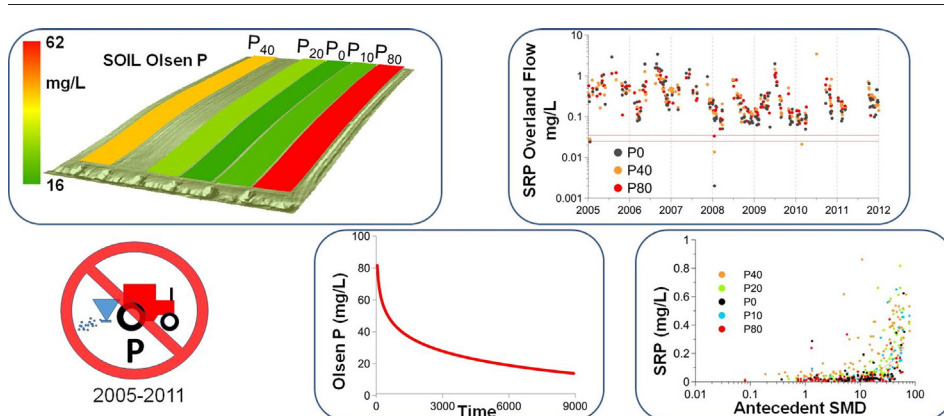 62
mg/L
16
SOIL Olsen P
P40 P20 P0 P10 P80
SRP Overland Flow
mg/L
10
1
0.1
0.01
0.001
P0
P40
P80
2005 2006 2007 2008 2009 2010 2011 2012
P
2005-2011
Olsen P (mg/L)
100
80
60
40
20
0
0 3000 6000 9000
Time
SRP (mg/L)
1
0.8
0.6
0.4
0.2
0
P40
P20
P0
P10
P80
0.01 0.1 1 10 100
Antecedent SMD